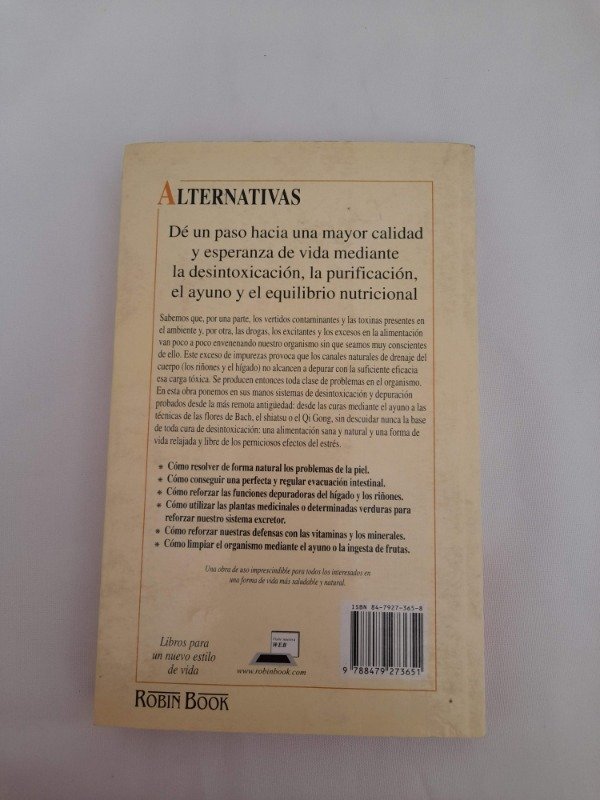 ALTERNATIVAS
Dé un paso hacia una mayor calidad
y esperanza de vida mediante
la desintoxicación, la purificación,
el ayuno y el equilibrio nutricional
Sabemos que, por una parte, los vertidos contaminantes y las toxinas presentes en
el ambiente y, por otra, las drogas, los excitantes y los excesos en la alimentación
van poco a poco envenenando nuestro organismo sin que seamos muy conscientes
de ello. Este exceso de impurezas provoca que los canales naturales de drenaje del
cuerpo (los riñones y el hígado) no alcancen a depurar con la suficiente eficacia
esa carga tóxica. Se producen entonces toda clase de problemas en el organismo.
En esta obra ponemos en sus manos sistemas de desintoxicación y depuración
probados desde la más remota antigüedad: desde las curas mediante el ayuno a las
técnicas de las flores de Bach, el shiatsu o el Qi Gong, sin descuidar nunca la base
de toda cura de desintoxicación: una alimentación sana y natural y una forma de
vida relajada y libre de los perniciosos efectos del estrés.
* Cómo resolver de forma natural los problemas de la piel.
* Cómo conseguir una perfecta y regular evacuación intestinal.
* Cómo reforzar las funciones depuradoras del hígado y los riñones.
* Cómo utilizar las plantas medicinales o determinadas verduras para
reforzar nuestro sistema excretor.
* Cómo reforzar nuestras defensas con las vitaminas y los minerales.
* Cómo limpiar el organismo mediante el ayuno o la ingesta de frutas.
Una obra de uso imprescindible para todos los interesados en
una forma de vida más saludable y natural.
ISBN 84-7927-365-8
9 788479 273651
Libros para
un nuevo estilo
de vida
WEB
www.robinbook.com
ROBIN BOOK